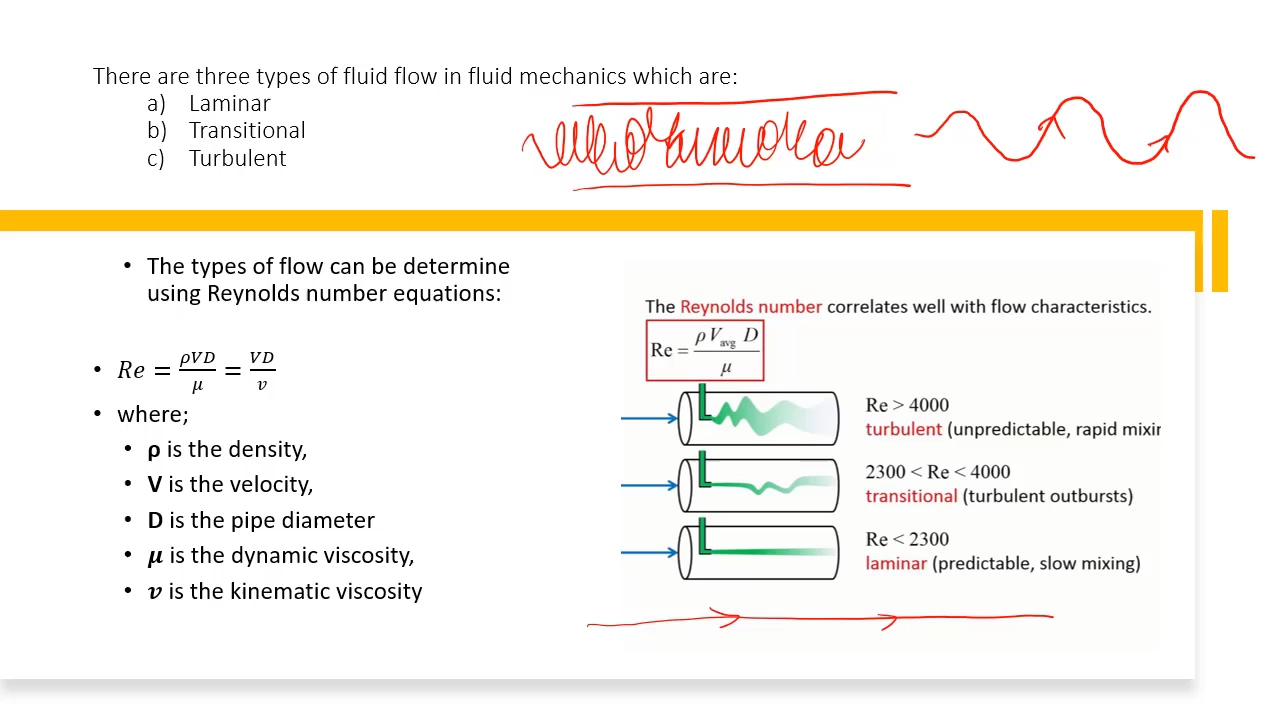 There are three types of fluid flow in fluid mechanics which are:
a) Laminar
b) Transitional
c) Turbulent
• The types of flow can be determine
using Reynolds number equations:
• Re = ρVD/μ = VD/v
• where;
• ρ is the density,
• V is the velocity,
• D is the pipe diameter
• μ is the dynamic viscosity,
• v is the kinematic viscosity
The Reynolds number correlates well with flow characteristics.
Re = ρ V_avg D / μ
Re > 4000
turbulent (unpredictable, rapid mixin
2300 < Re < 4000
transitional (turbulent outbursts)
Re < 2300
laminar (predictable, slow mixing)